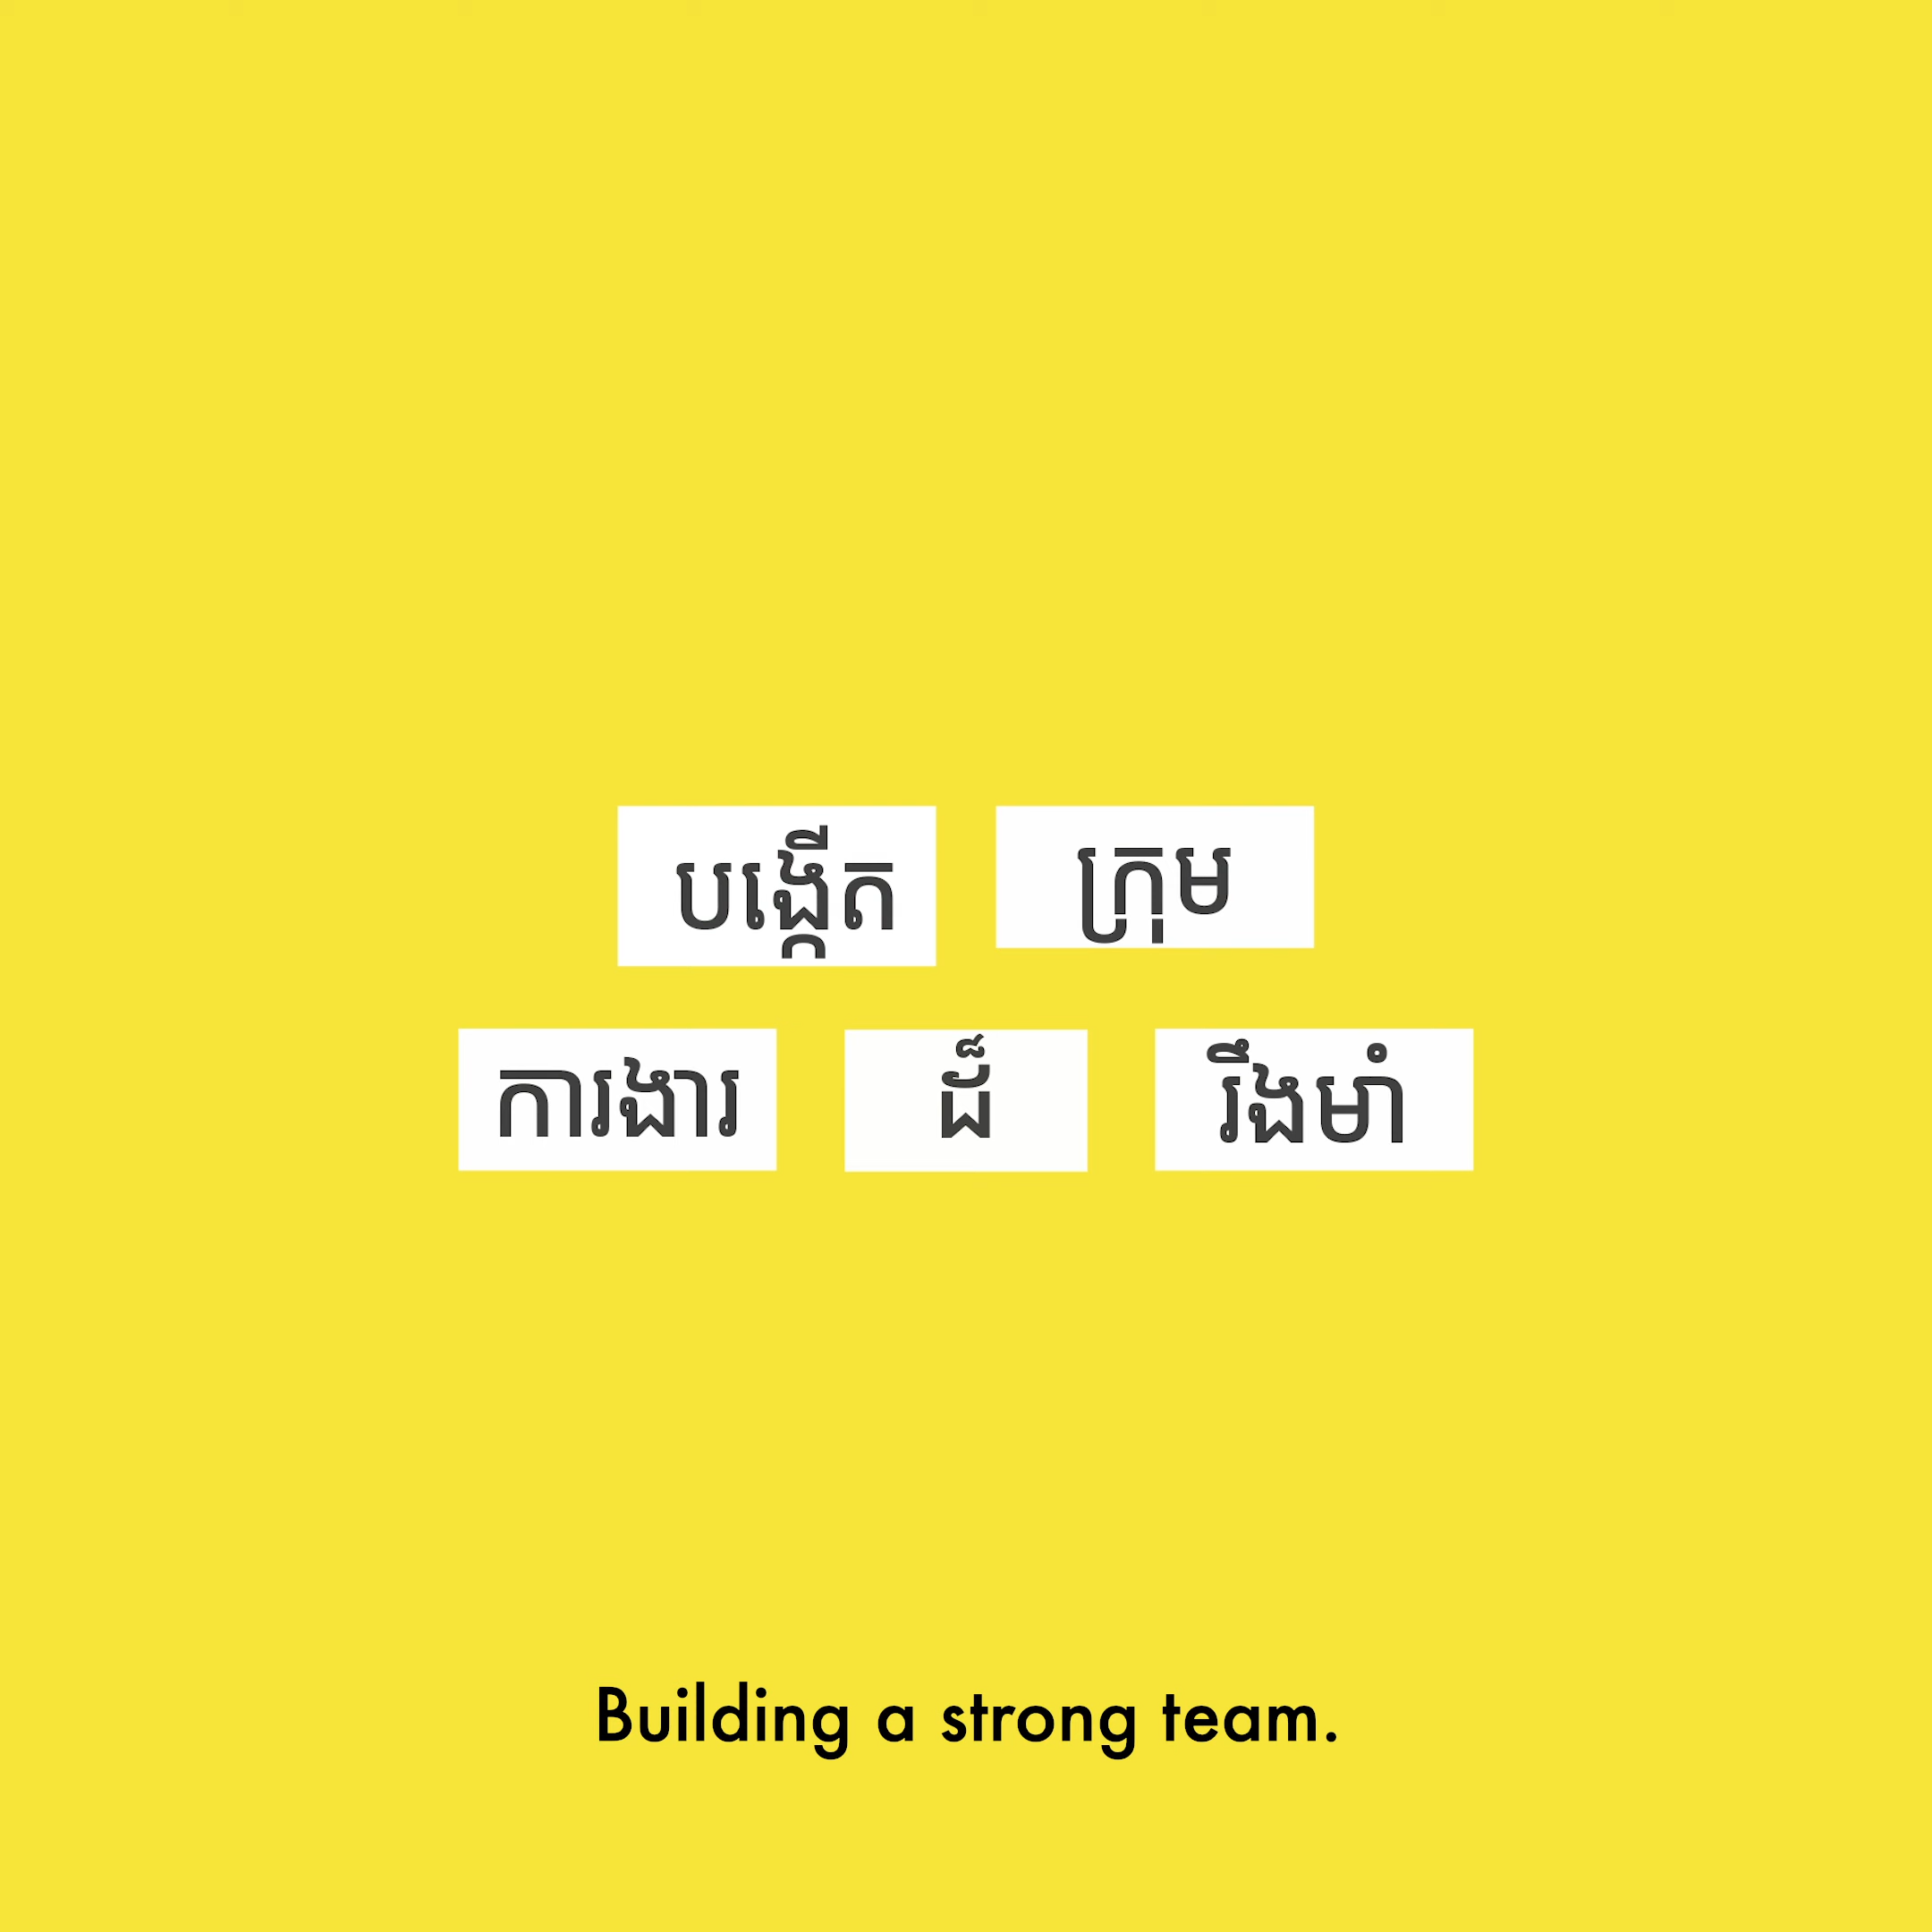 បង្កើត ក្រុម
ការងារ ដ៏ រឹងមាំ
Building a strong team.